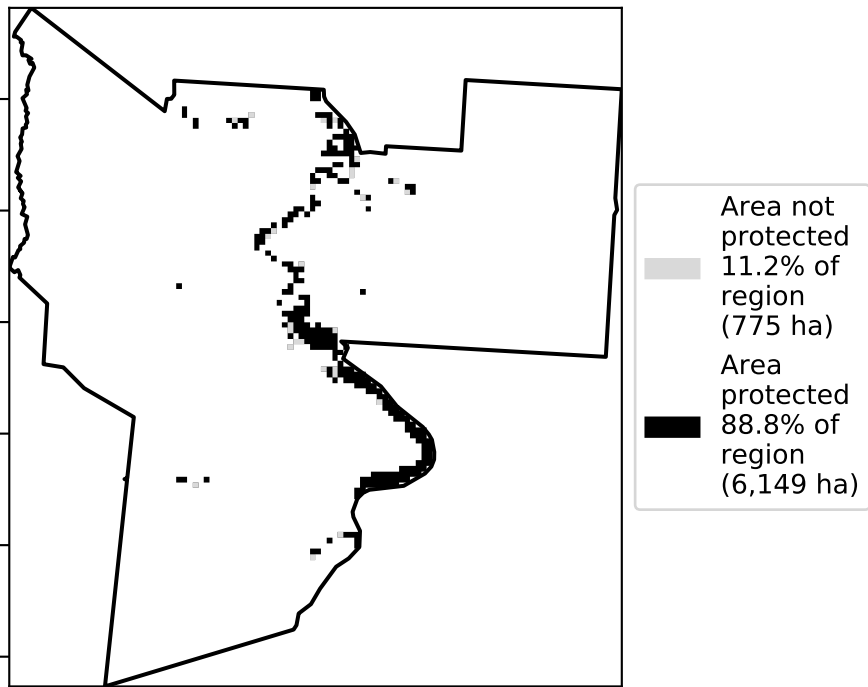 Area not
protected
11.2% of
region
(775 ha)
Area
protected
88.8% of
region
(6,149 ha)